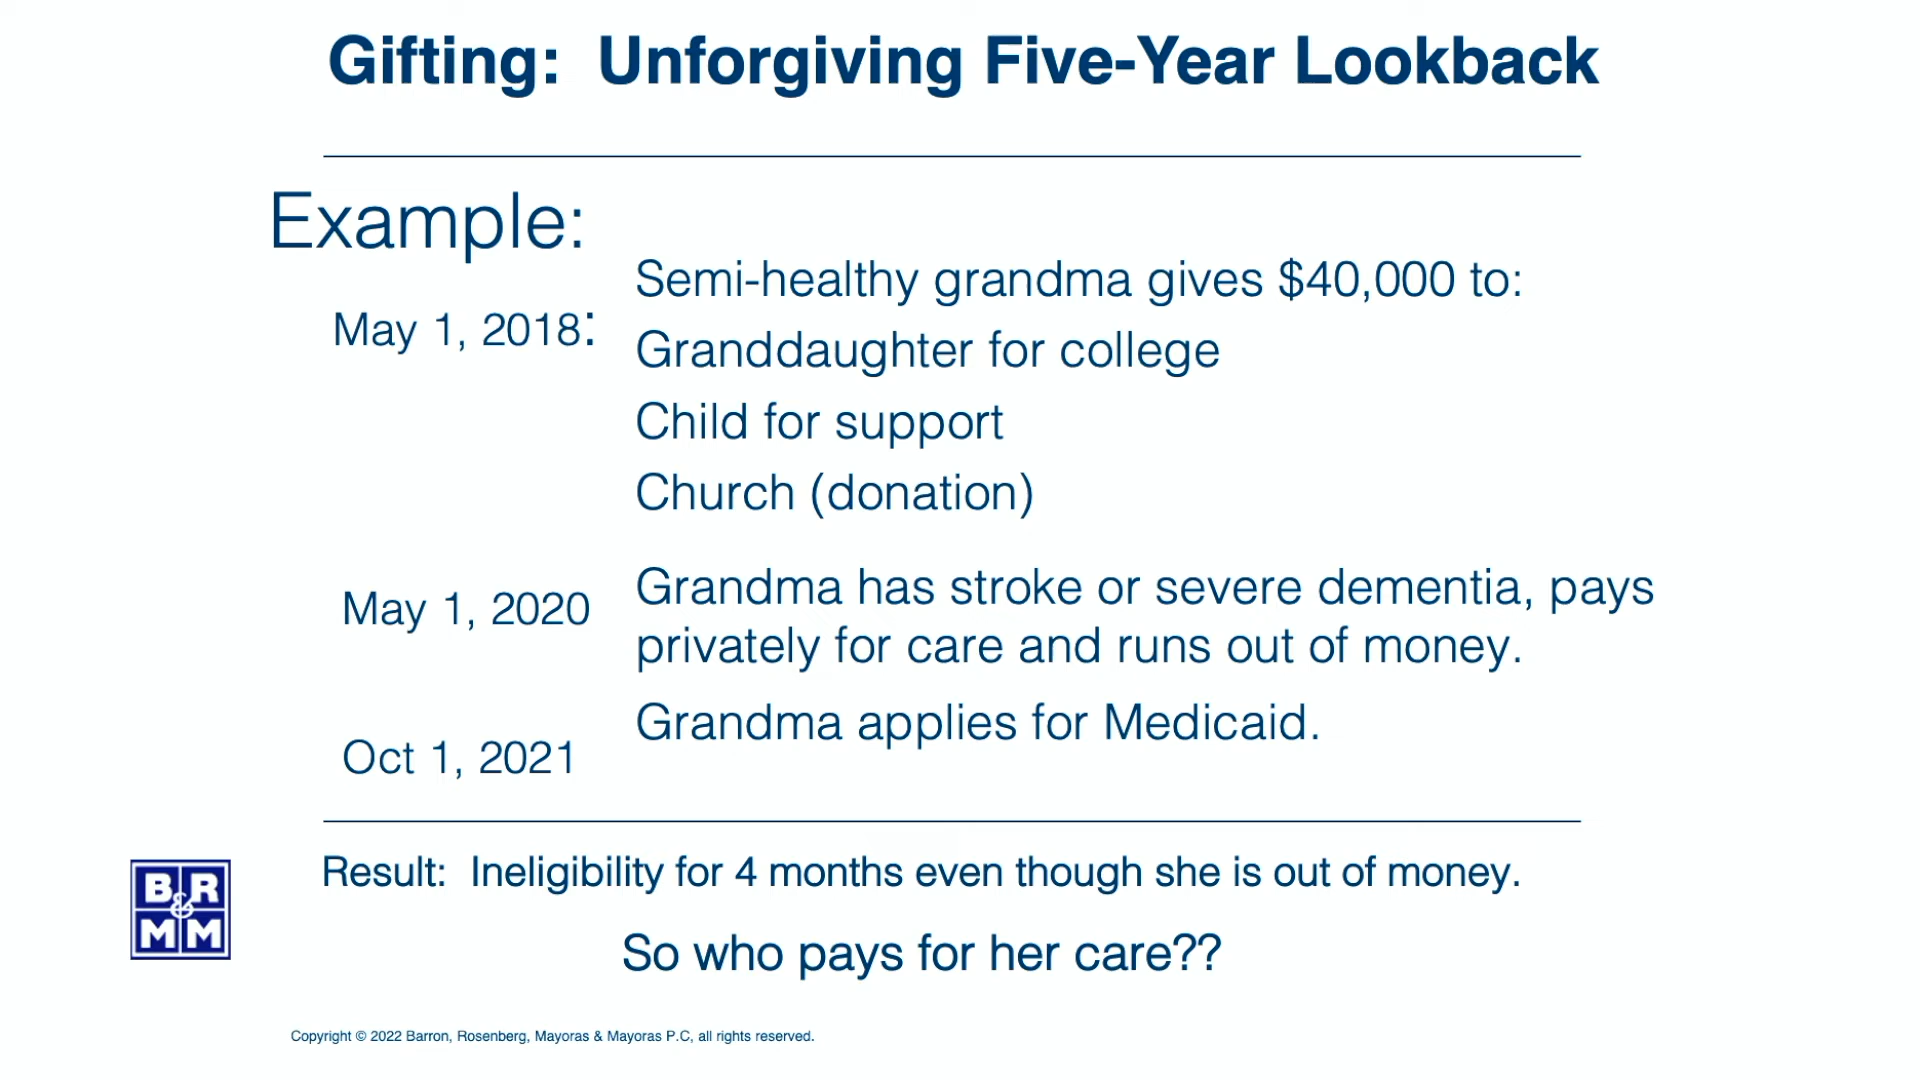 Gifting: Unforgiving Five-Year Lookback
Example:
May 1, 2018:
Semi-healthy grandma gives $40,000 to:
Granddaughter for college
Child for support
Church (donation)
May 1, 2020
Grandma has stroke or severe dementia, pays
privately for care and runs out of money.
Oct 1, 2021
Grandma applies for Medicaid.
Result: Ineligibility for 4 months even though she is out of money.
So who pays for her care??
B&R
MM
Copyright © 2022 Barron, Rosenberg, Mayoras & Mayoras P.C, all rights reserved.